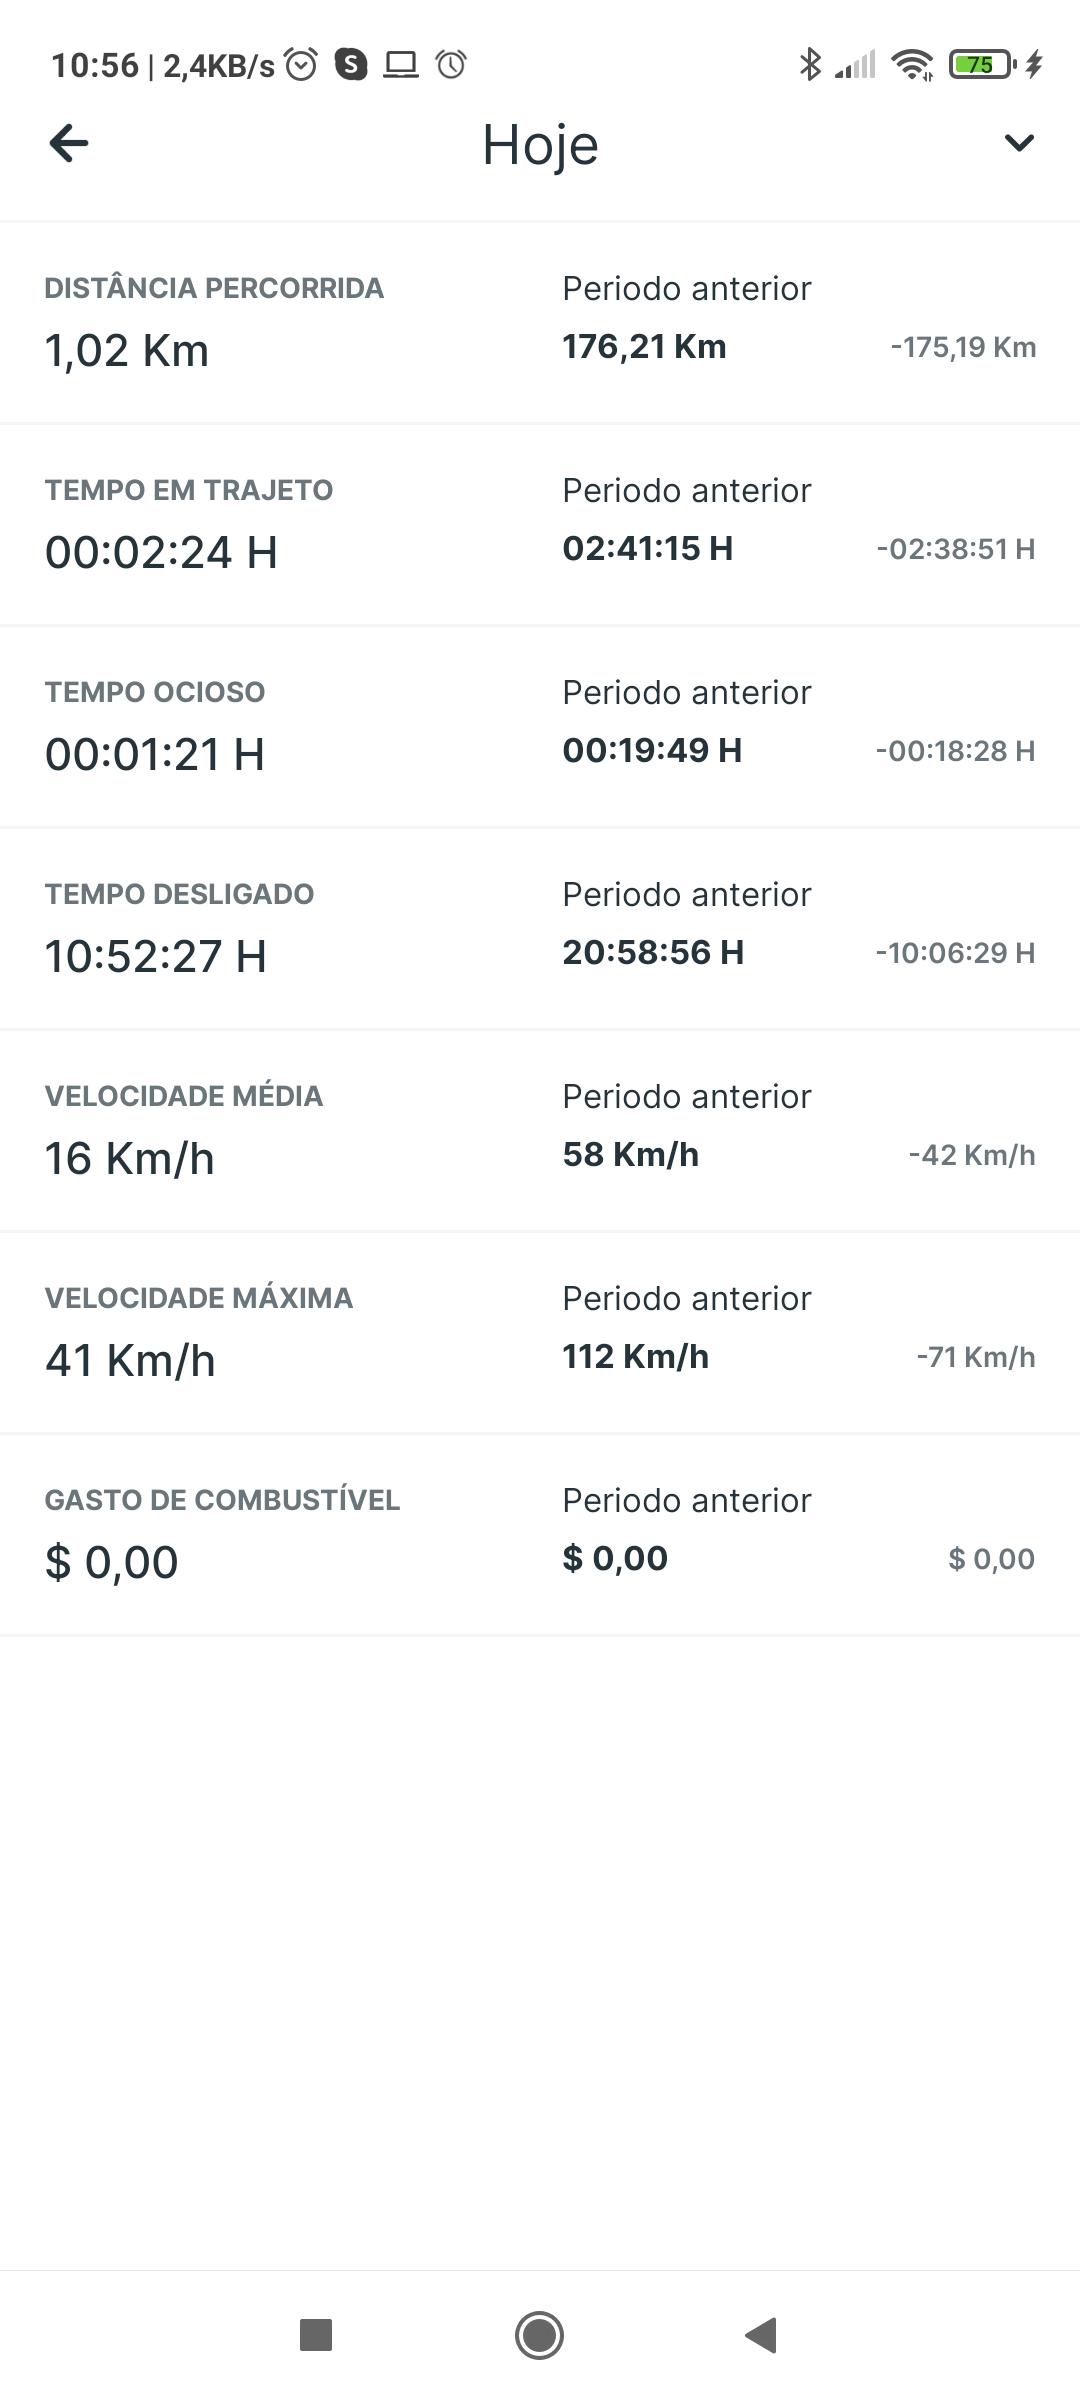 10:56 | 2,4KB/s
75
Hoje
DISTÂNCIA PERCORRIDA
1,02 Km
Periodo anterior
176,21 Km
-175,19 Km
TEMPO EM TRAJETO
00:02:24 H
Periodo anterior
02:41:15 H
-02:38:51 H
TEMPO OCIOSO
00:01:21 H
Periodo anterior
00:19:49 H
-00:18:28 H
TEMPO DESLIGADO
10:52:27 H
Periodo anterior
20:58:56 H
-10:06:29 H
VELOCIDADE MÉDIA
16 Km/h
Periodo anterior
58 Km/h
-42 Km/h
VELOCIDADE MÁXIMA
41 Km/h
Periodo anterior
112 Km/h
-71 Km/h
GASTO DE COMBUSTÍVEL
$ 0,00
Periodo anterior
$ 0,00
$ 0,00